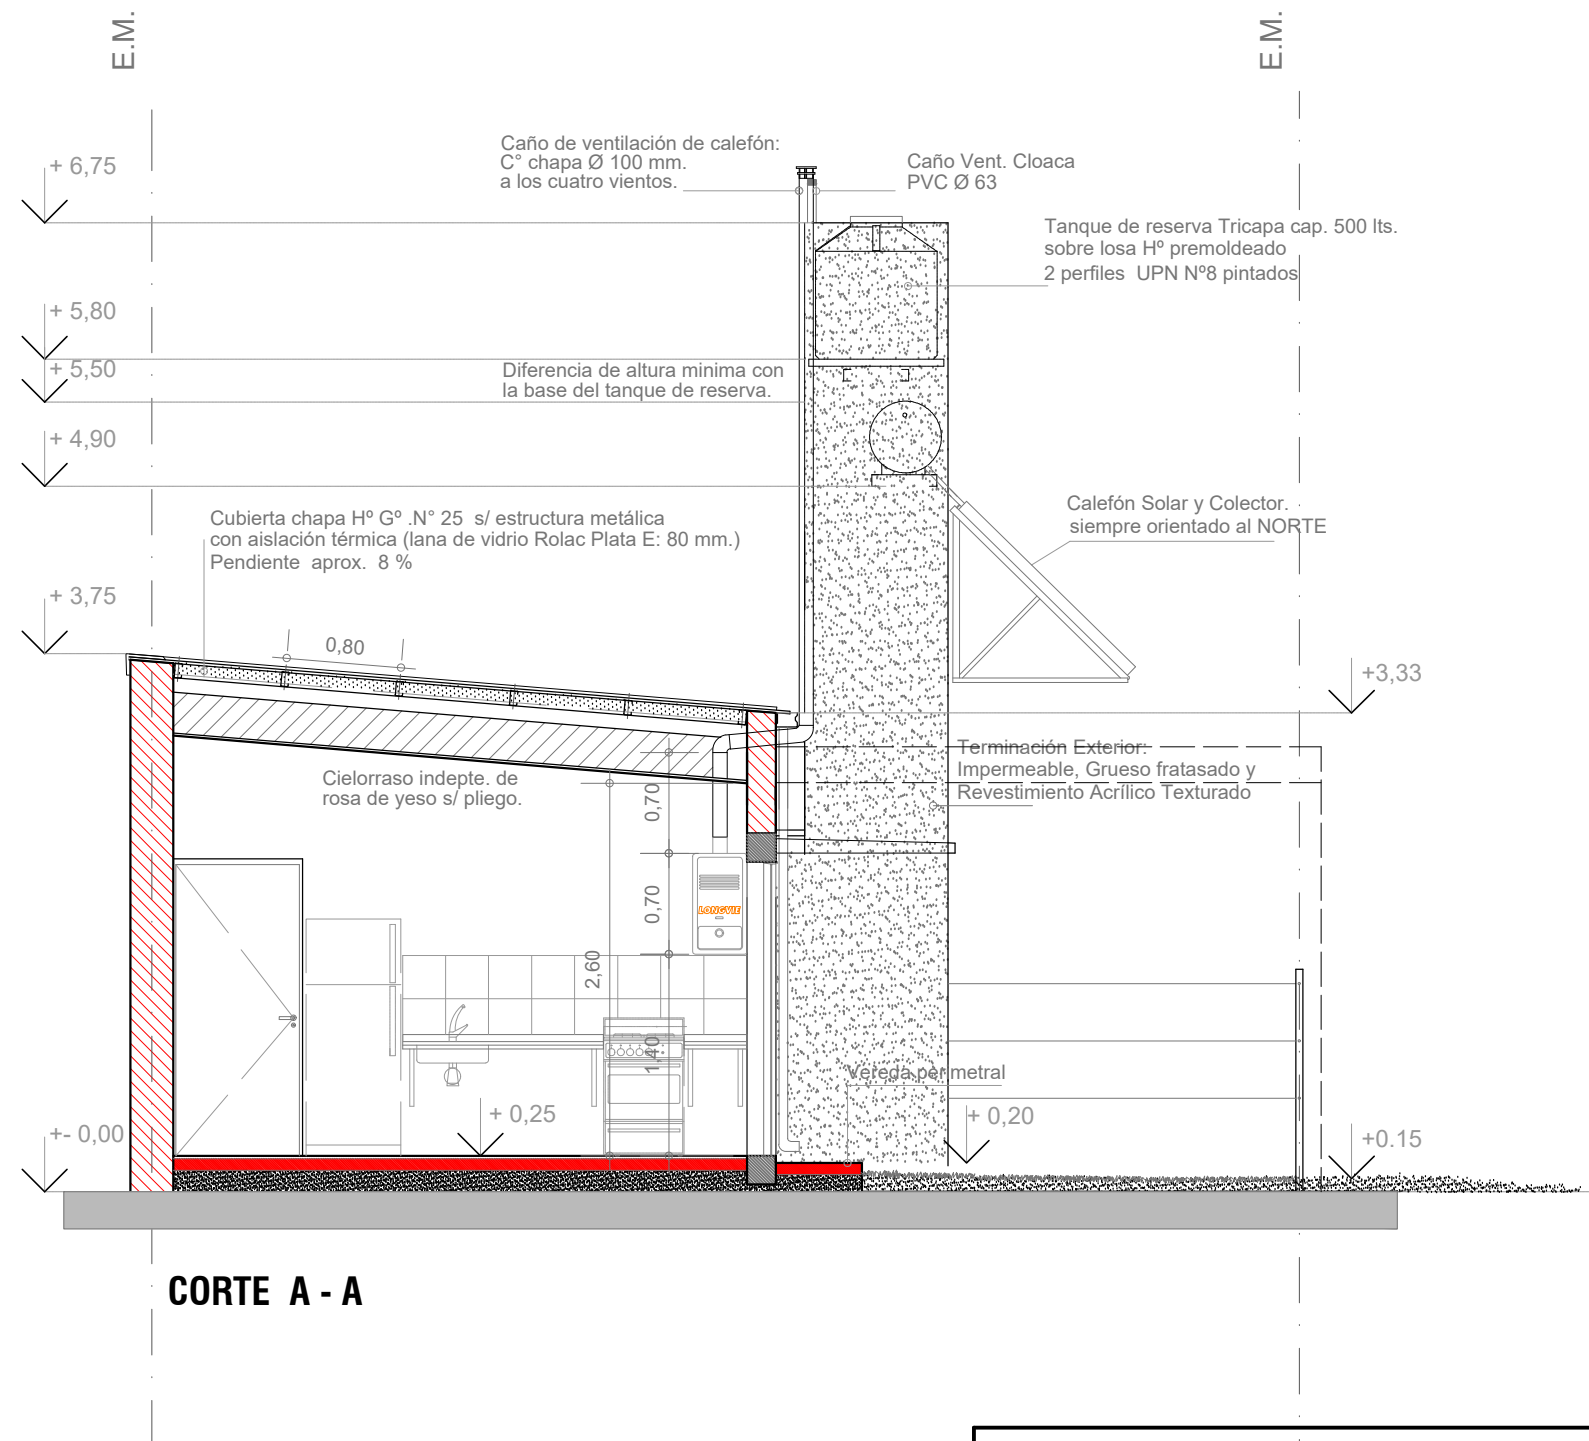 E.M.
E.M.
+ 6,75
Caño de ventilación de calefón:
C° chapa Ø 100 mm.
a los cuatro vientos.
Caño Vent. Cloaca
PVC Ø 63
Tanque de reserva Tricapa cap. 500 lts.
sobre losa Hº premoldeado
2 perfiles UPN Nº8 pintados
+ 5,80
+ 5,50
Diferencia de altura minima con
la base del tanque de reserva.
+ 4,90
Cubierta chapa Hº Gº .N° 25 s/ estructura metálica
con aislación térmica (lana de vidrio Rolac Plata E: 80 mm.)
Pendiente aprox. 8 %
Calefón Solar y Colector.
siempre orientado al NORTE
+ 3,75
0,80
+3,33
Terminación Exterior:
Impermeable, Grueso fratasado y
Revestimiento Acrílico Texturado
Cielorraso indepte. de
rosa de yeso s/ pliego.
0,70
0,70
LONGVIE
2,60
1,40
Vereda perimetral
+ 0,25
+ 0,20
+- 0,00
+0.15
CORTE A - A